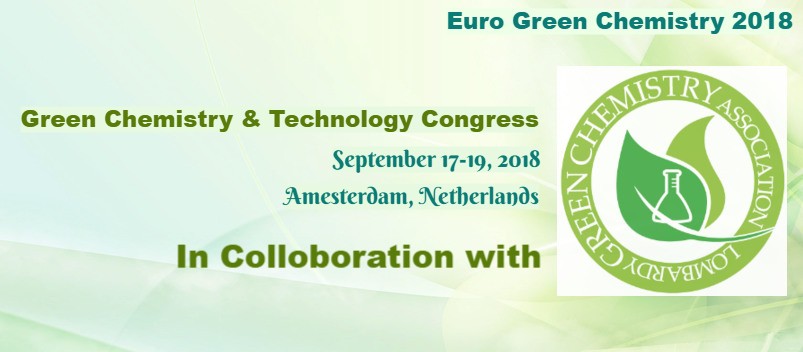 Euro Green Chemistry 2018
Green Chemistry & Technology Congress
September 17-19, 2018
Amesterdam, Netherlands
In Colloboration with
LOMBARDY GREEN CHEMISTRY ASSOCIATION